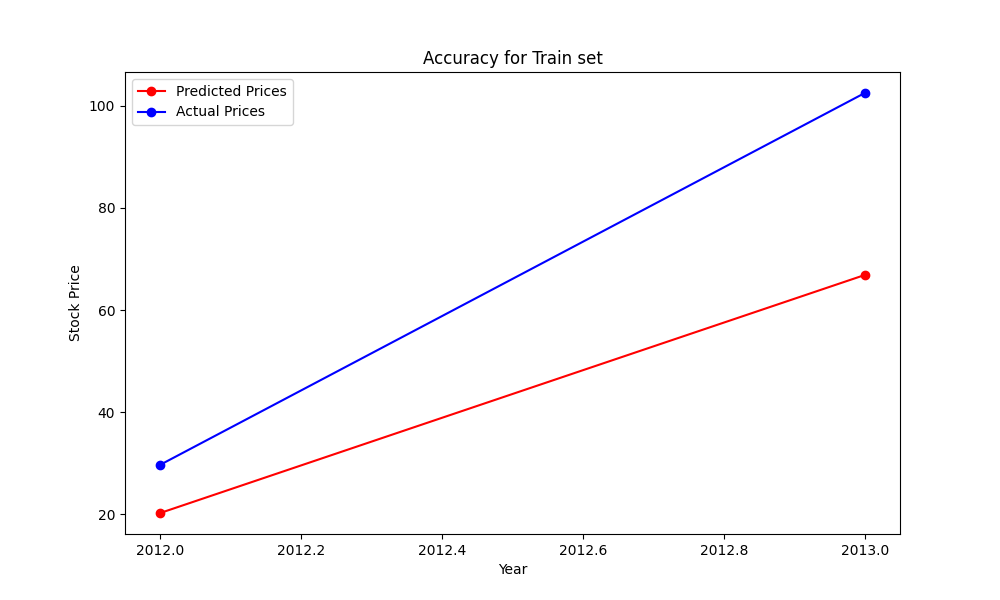 Accuracy for Train set
Predicted Prices
Actual Prices
Stock Price
100
80
60
40
20
2012.0 2012.2 2012.4 2012.6 2012.8 2013.0
Year